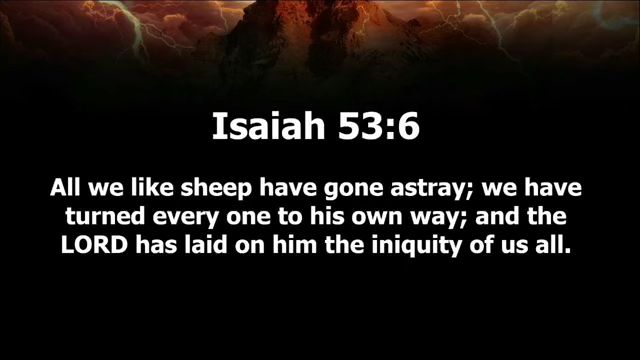 Isaiah 53:6
All we like sheep have gone astray; we have
turned every one to his own way; and the
LORD has laid on him the iniquity of us all.